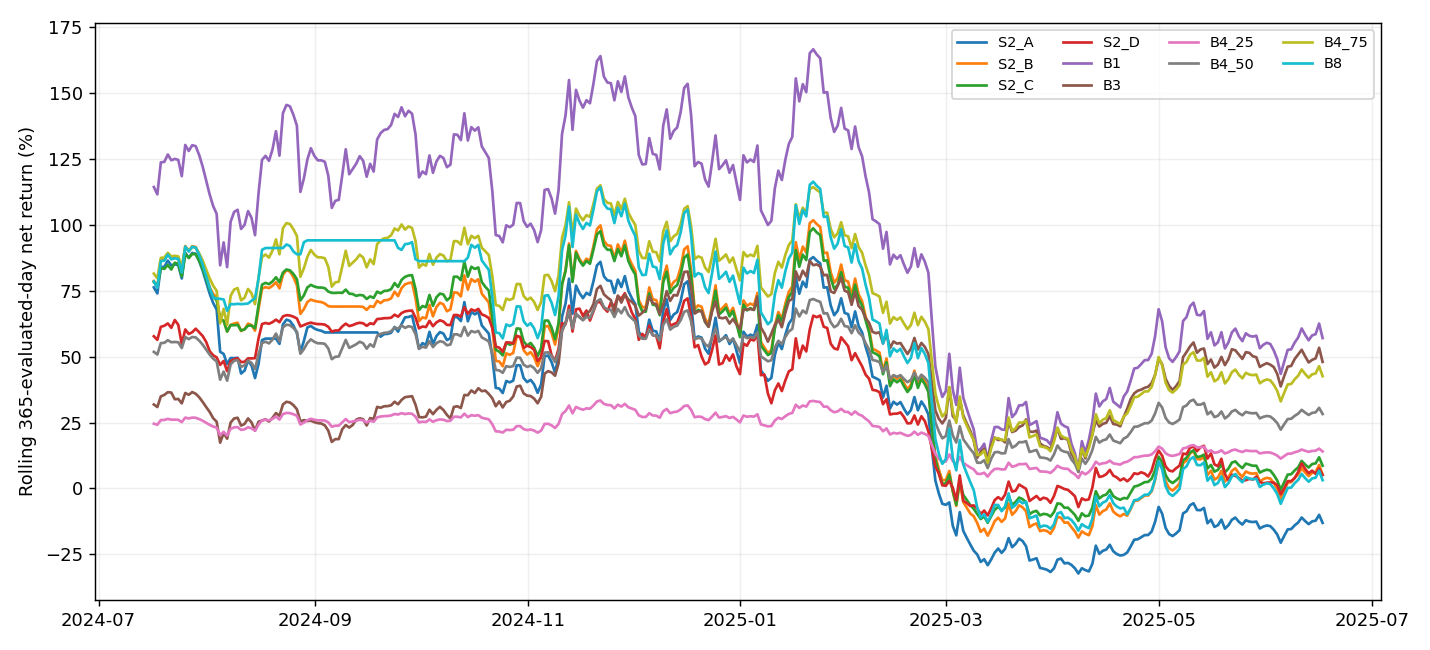 Rolling 365-evaluated-day net return (%)
175
150
125
100
75
50
25
0
−25
2024-07
2024-09
2024-11
2025-01
2025-03
2025-05
2025-07
S2_A
S2_B
S2_C
S2_D
B1
B3
B4_25
B4_50
B4_75
B8